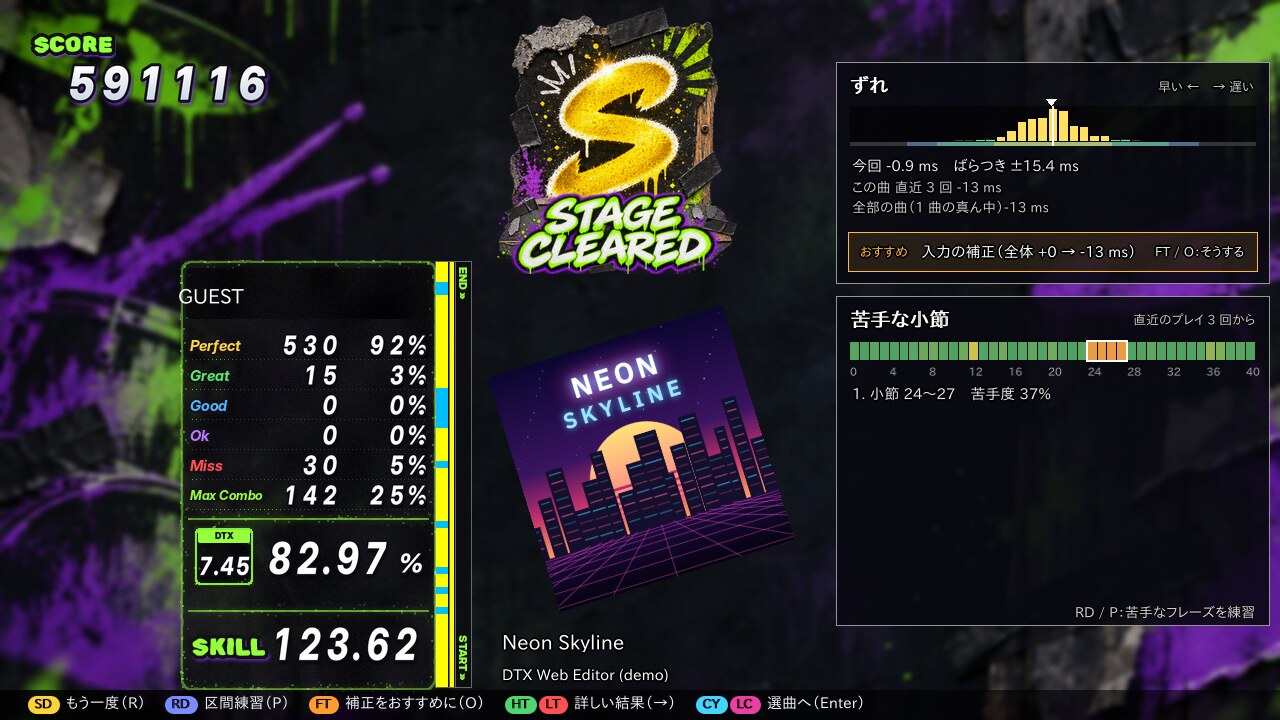 SCORE
591116
S
STAGE
CLEARED
GUEST
Perfect 530 92%
Great 15 3%
Good 0 0%
Ok 0 0%
Miss 30 5%
Max Combo 142 25%
DTX
7.45 82.97 %
SKILL 123.62
END »
START »
NEON
SKYLINE
Neon Skyline
DTX Web Editor (demo)
ずれ 早い ← → 遅い
今回 -0.9 ms ばらつき ±15.4 ms
この曲 直近 3 回 -13 ms
全部の曲(1 曲の真ん中) -13 ms
おすすめ 入力の補正(全体 +0 → -13 ms) FT / O:そうする
苦手な小節 直近のプレイ 3 回から
0 4 8 12 16 20 24 28 32 36 40
1. 小節 24～27 苦手度 37%
RD / P:苦手なフレーズを練習
SD もう一度(R) RD 区間練習(P) FT 補正をおすすめに(O) HT LT 詳しい結果(→) CY LC 選曲へ(Enter)